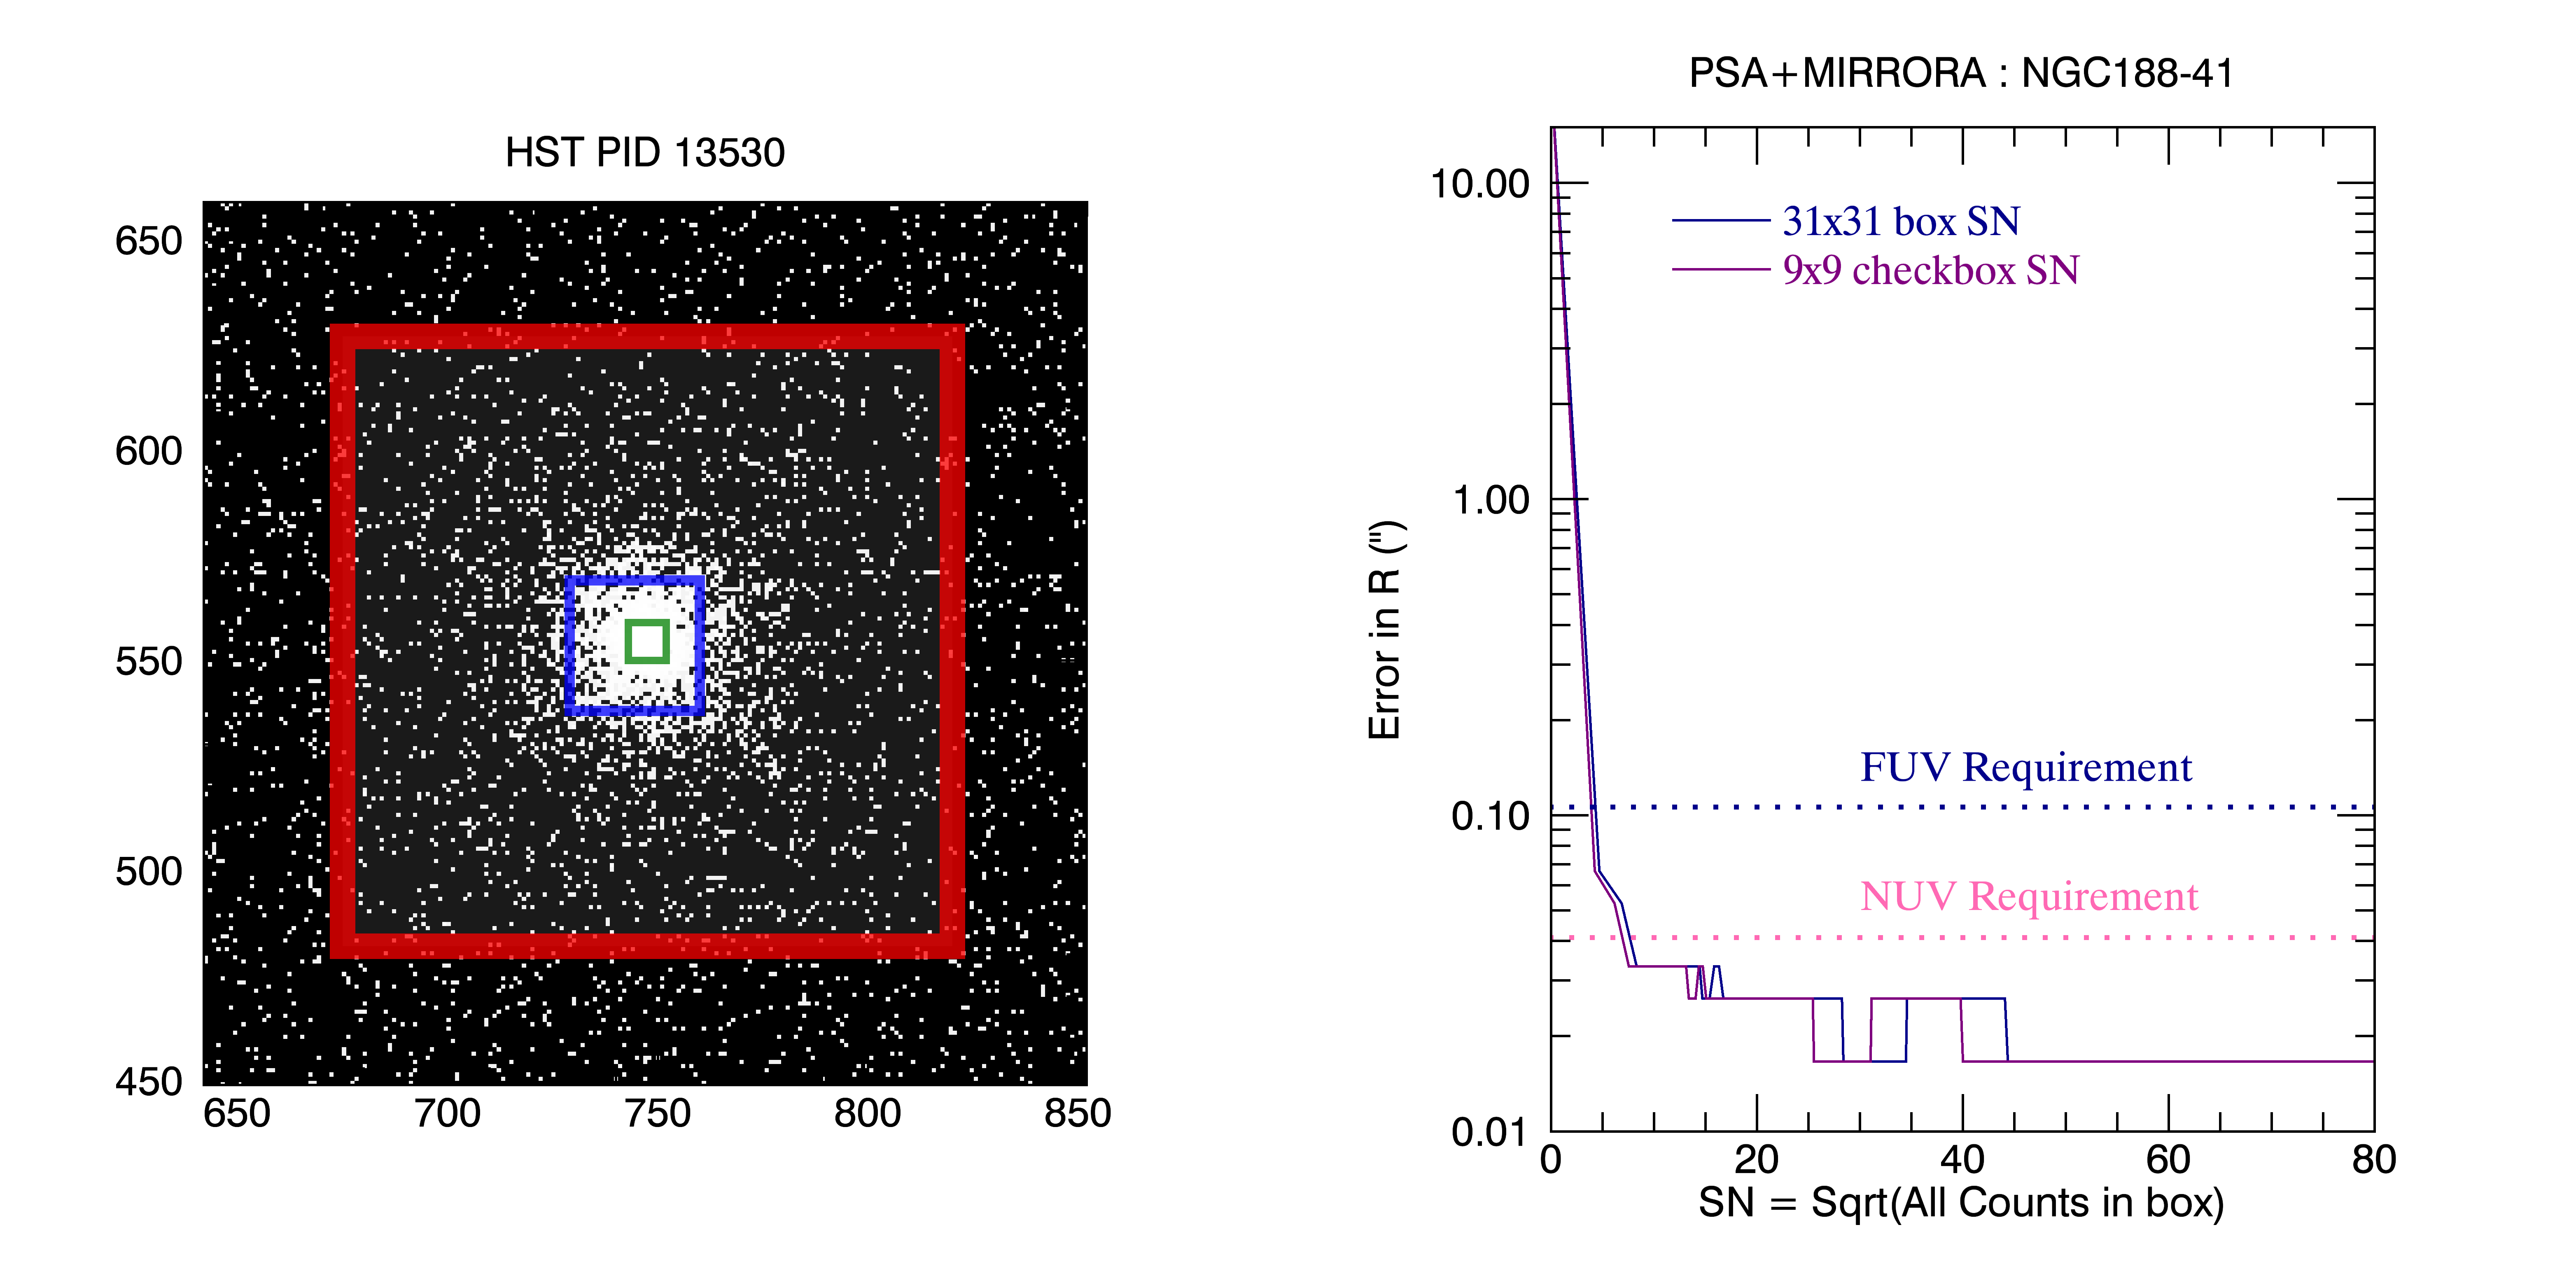 HST PID 13530
650
600
550
500
450
650 700 750 800 850
PSA+MIRRORA : NGC188-41
10.00
1.00
0.10
0.01
Error in R (")
31x31 box SN
9x9 checkbox SN
FUV Requirement
NUV Requirement
0 20 40 60 80
SN = Sqrt(All Counts in box)